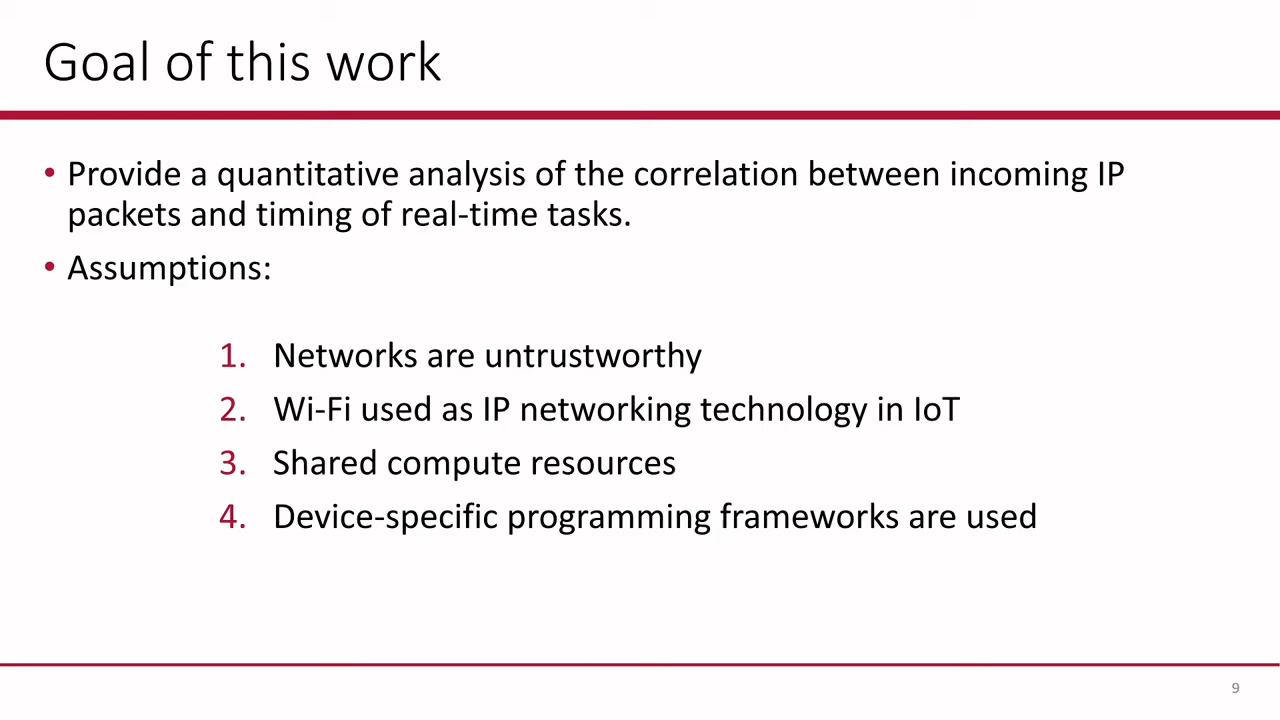 Goal of this work
• Provide a quantitative analysis of the correlation between incoming IP
packets and timing of real-time tasks.
• Assumptions:
1. Networks are untrustworthy
2. Wi-Fi used as IP networking technology in IoT
3. Shared compute resources
4. Device-specific programming frameworks are used
9